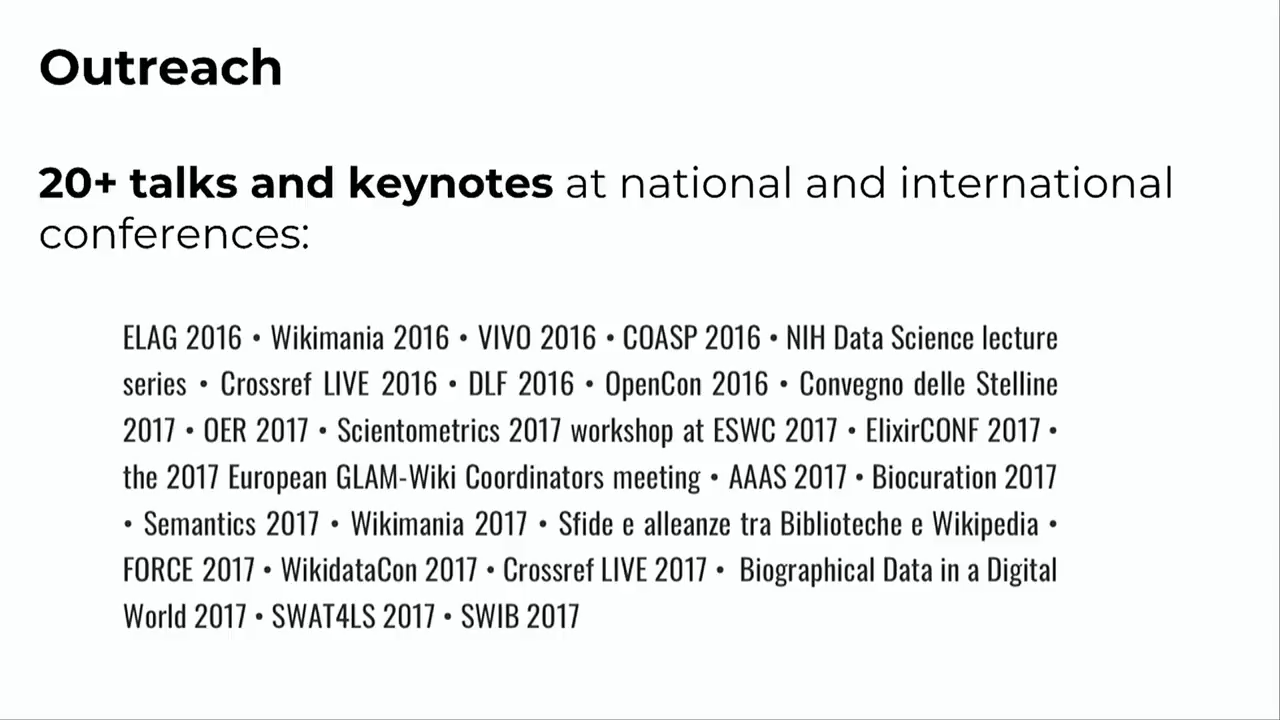 Outreach
20+ talks and keynotes at national and international
conferences:
ELAG 2016 • Wikimania 2016 • VIVO 2016 • COASP 2016 • NIH Data Science lecture
series • Crossref LIVE 2016 • DLF 2016 • OpenCon 2016 • Convegno delle Stelline
2017 • OER 2017 • Scientometrics 2017 workshop at ESWC 2017 • ElixirCONF 2017 •
the 2017 European GLAM-Wiki Coordinators meeting • AAAS 2017 • Biocuration 2017
• Semantics 2017 • Wikimania 2017 • Sfide e alleanze tra Biblioteche e Wikipedia •
FORCE 2017 • WikidataCon 2017 • Crossref LIVE 2017 • Biographical Data in a Digital
World 2017 • SWAT4LS 2017 • SWIB 2017